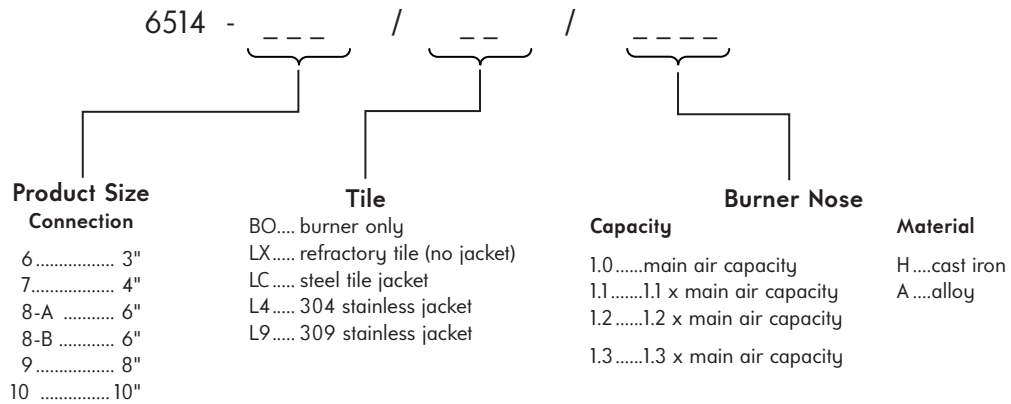 6514 - _ _ _ / _ _ / _ _ _ _
Product Size
Connection
6................ 3"
7................. 4"
8-A .......... 6"
8-B ........... 6"
9................ 8"
10 ...............10"
Tile
BO.... burner only
LX..... refractory tile (no jacket)
LC ..... steel tile jacket
L4..... 304 stainless jacket
L9..... 309 stainless jacket
Burner Nose
Capacity
1.0......main air capacity
1.1.......1.1 x main air capacity
1.2......1.2 x main air capacity
1.3......1.3 x main air capacity
Material
H....cast iron
A ....alloy